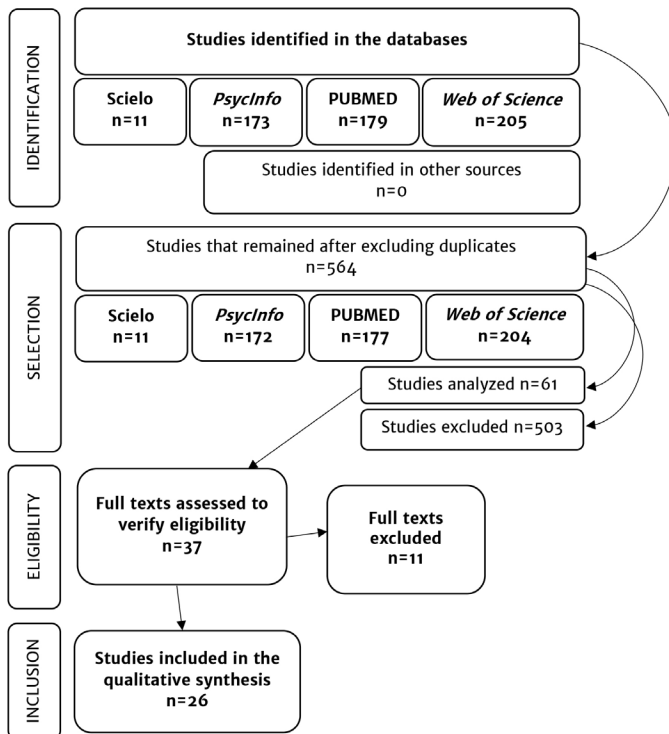 IDENTIFICATION
Studies identified in the databases
Scielo
n=11
PsycInfo
n=173
PUBMED
n=179
Web of Science
n=205
Studies identified in other sources
n=0
SELECTION
Studies that remained after excluding duplicates
n=564
Scielo
n=11
PsycInfo
n=172
PUBMED
n=177
Web of Science
n=204
Studies analyzed n=61
Studies excluded n=503
ELIGIBILITY
Full texts assessed to
verify eligibility
n=37
Full texts
excluded
n=11
INCLUSION
Studies included in the
qualitative synthesis
n=26